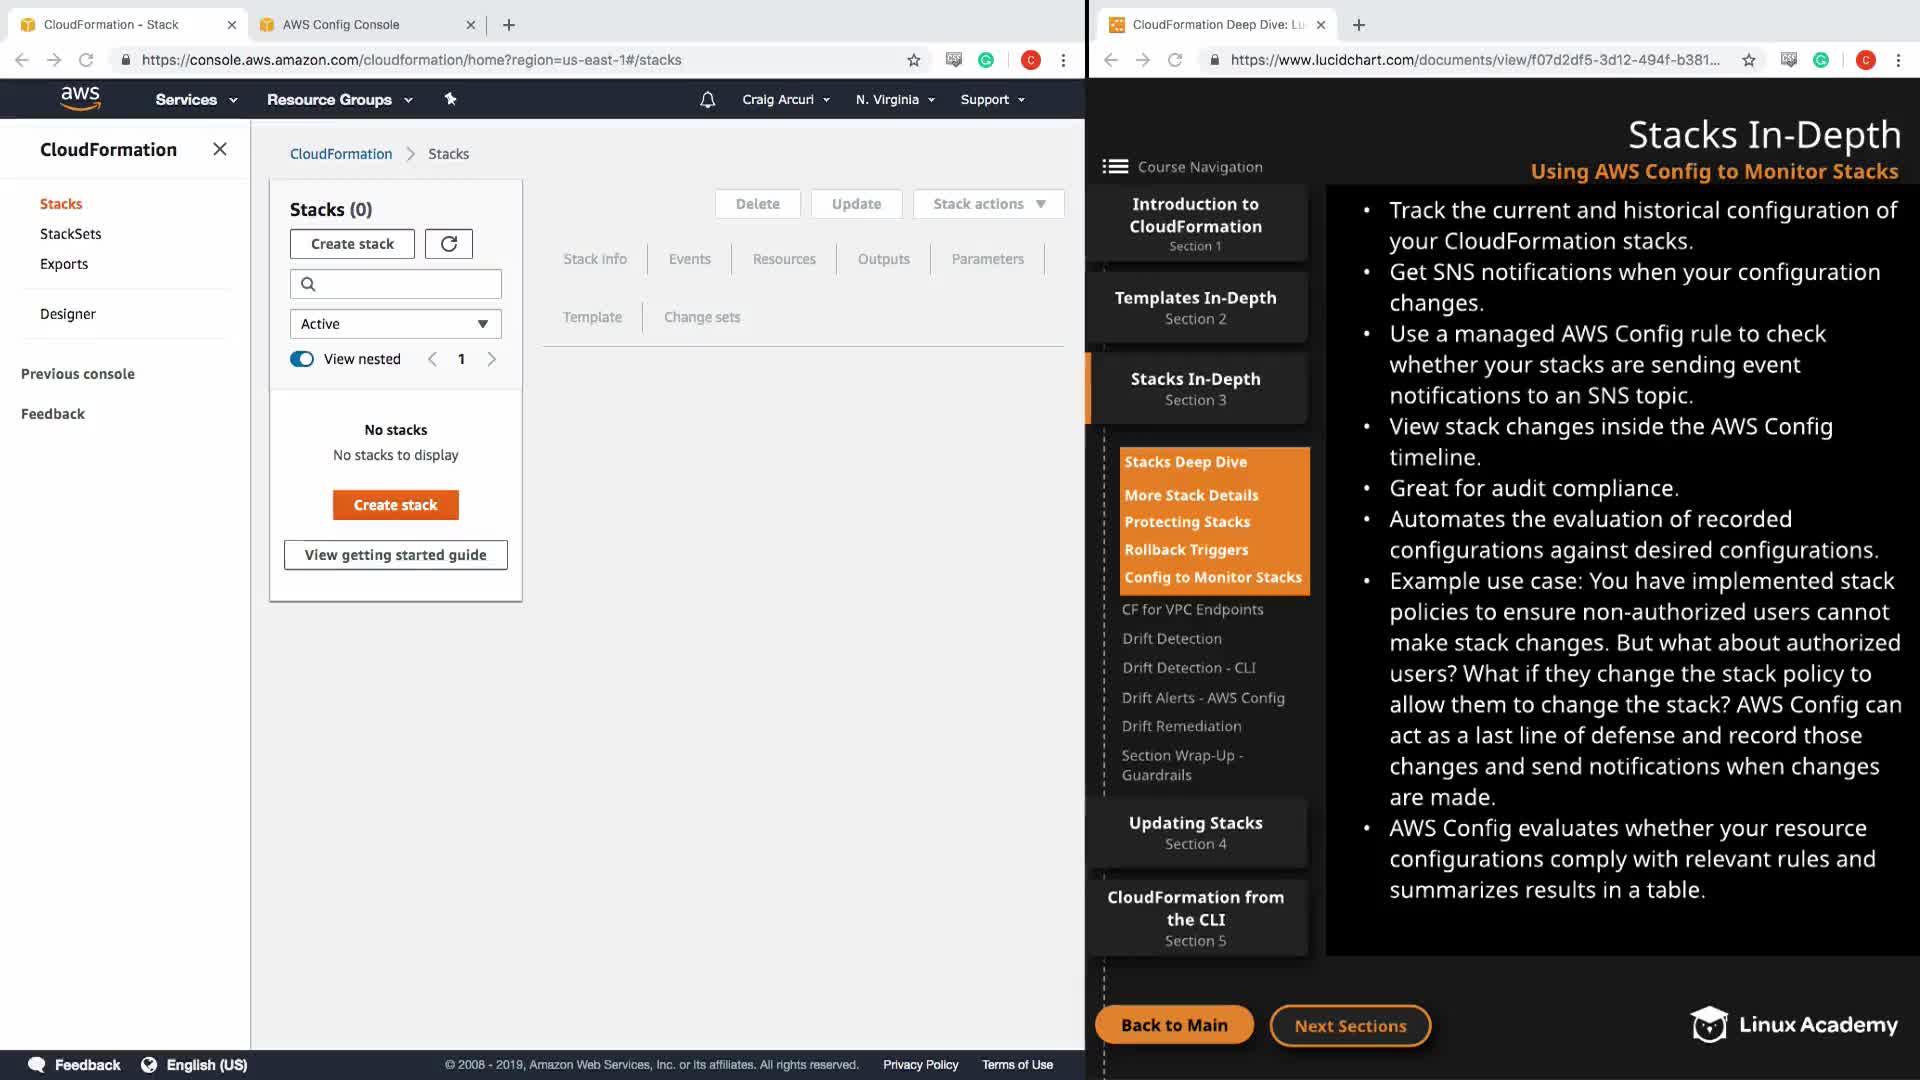 CloudFormation - Stack
AWS Config Console
https://console.aws.amazon.com/cloudformation/home?region=us-east-1#/stacks
C
aws
Services
Resource Groups
Craig Arcuri
N. Virginia
Support
CloudFormation
Stacks
StackSets
Exports
Designer
Previous console
Feedback
CloudFormation
Stacks
Stacks (0)
Create stack
Active
View nested
1
No stacks
No stacks to display
Create stack
View getting started guide
Delete
Update
Stack actions
Stack info
Events
Resources
Outputs
Parameters
Template
Change sets
Feedback
English (US)
© 2008 - 2019, Amazon Web Services, Inc. or its affiliates. All rights reserved.
Privacy Policy
Terms of Use
CloudFormation Deep Dive: Lu
https://www.lucidchart.com/documents/view/f07d2df5-3d12-494f-b381...
C
Stacks In-Depth
Using AWS Config to Monitor Stacks
Course Navigation
Introduction to
CloudFormation
Section 1
Templates In-Depth
Section 2
Stacks In-Depth
Section 3
Stacks Deep Dive
More Stack Details
Protecting Stacks
Rollback Triggers
Config to Monitor Stacks
CF for VPC Endpoints
Drift Detection
Drift Detection - CLI
Drift Alerts - AWS Config
Drift Remediation
Section Wrap-Up -
Guardrails
Updating Stacks
Section 4
CloudFormation from
the CLI
Section 5
• Track the current and historical configuration of
your CloudFormation stacks.
• Get SNS notifications when your configuration
changes.
• Use a managed AWS Config rule to check
whether your stacks are sending event
notifications to an SNS topic.
• View stack changes inside the AWS Config
timeline.
• Great for audit compliance.
• Automates the evaluation of recorded
configurations against desired configurations.
• Example use case: You have implemented stack
policies to ensure non-authorized users cannot
make stack changes. But what about authorized
users? What if they change the stack policy to
allow them to change the stack? AWS Config can
act as a last line of defense and record those
changes and send notifications when changes
are made.
• AWS Config evaluates whether your resource
configurations comply with relevant rules and
summarizes results in a table.
Back to Main
Next Sections
Linux Academy